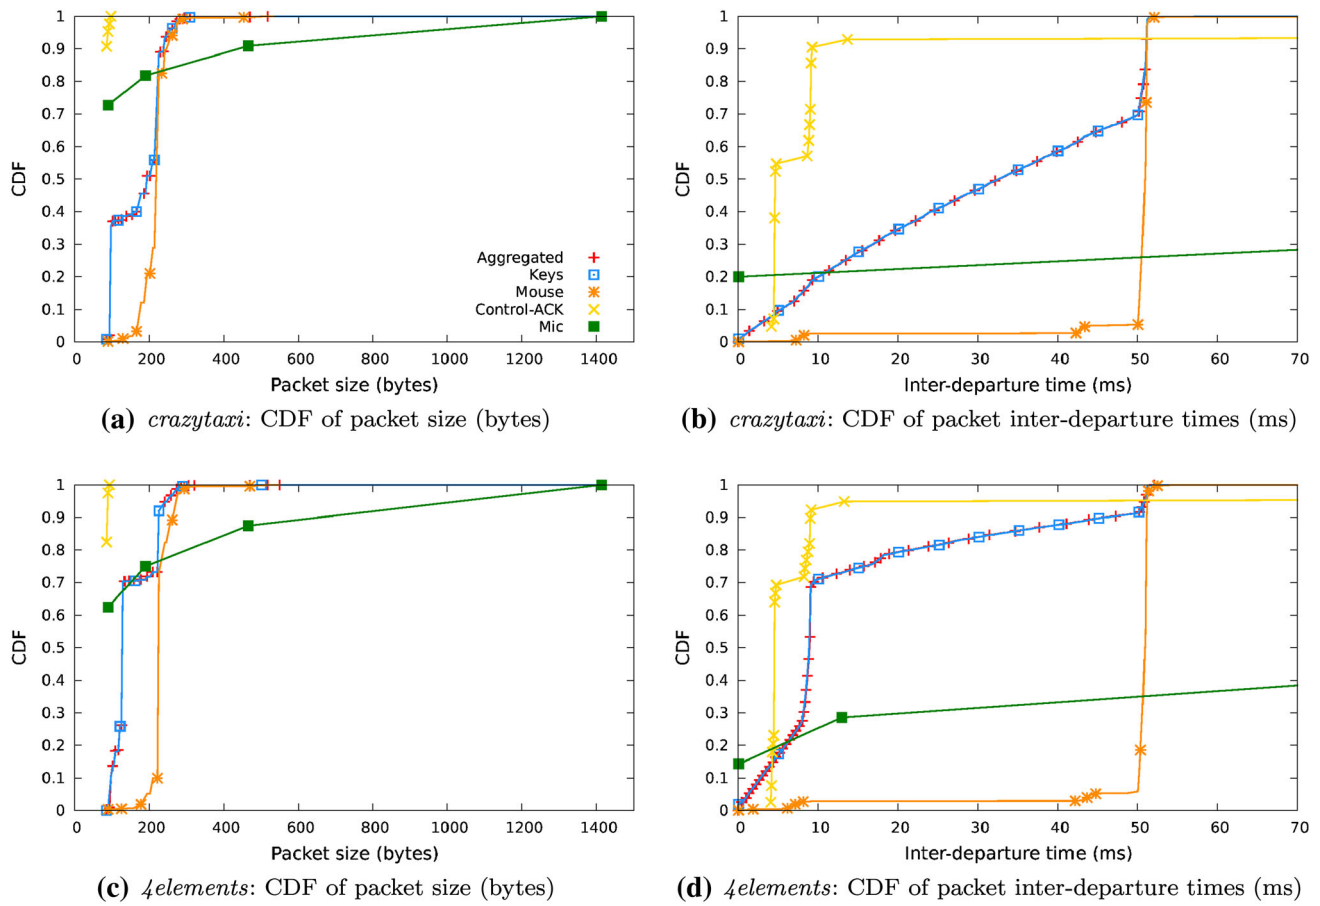 1
0.9
0.8
0.7
0.6
0.5
0.4
0.3
0.2
0.1
0
CDF
0 200 400 600 800 1000 1200 1400
Packet size (bytes)
Aggregated
Keys
Mouse
Control-ACK
Mic
(a) crazytaxi: CDF of packet size (bytes)
1
0.9
0.8
0.7
0.6
0.5
0.4
0.3
0.2
0.1
0
CDF
0 10 20 30 40 50 60 70
Inter-departure time (ms)
(b) crazytaxi: CDF of packet inter-departure times (ms)
1
0.9
0.8
0.7
0.6
0.5
0.4
0.3
0.2
0.1
0
CDF
0 200 400 600 800 1000 1200 1400
Packet size (bytes)
(c) 4elements: CDF of packet size (bytes)
1
0.9
0.8
0.7
0.6
0.5
0.4
0.3
0.2
0.1
0
CDF
0 10 20 30 40 50 60 70
Inter-departure time (ms)
(d) 4elements: CDF of packet inter-departure times (ms)